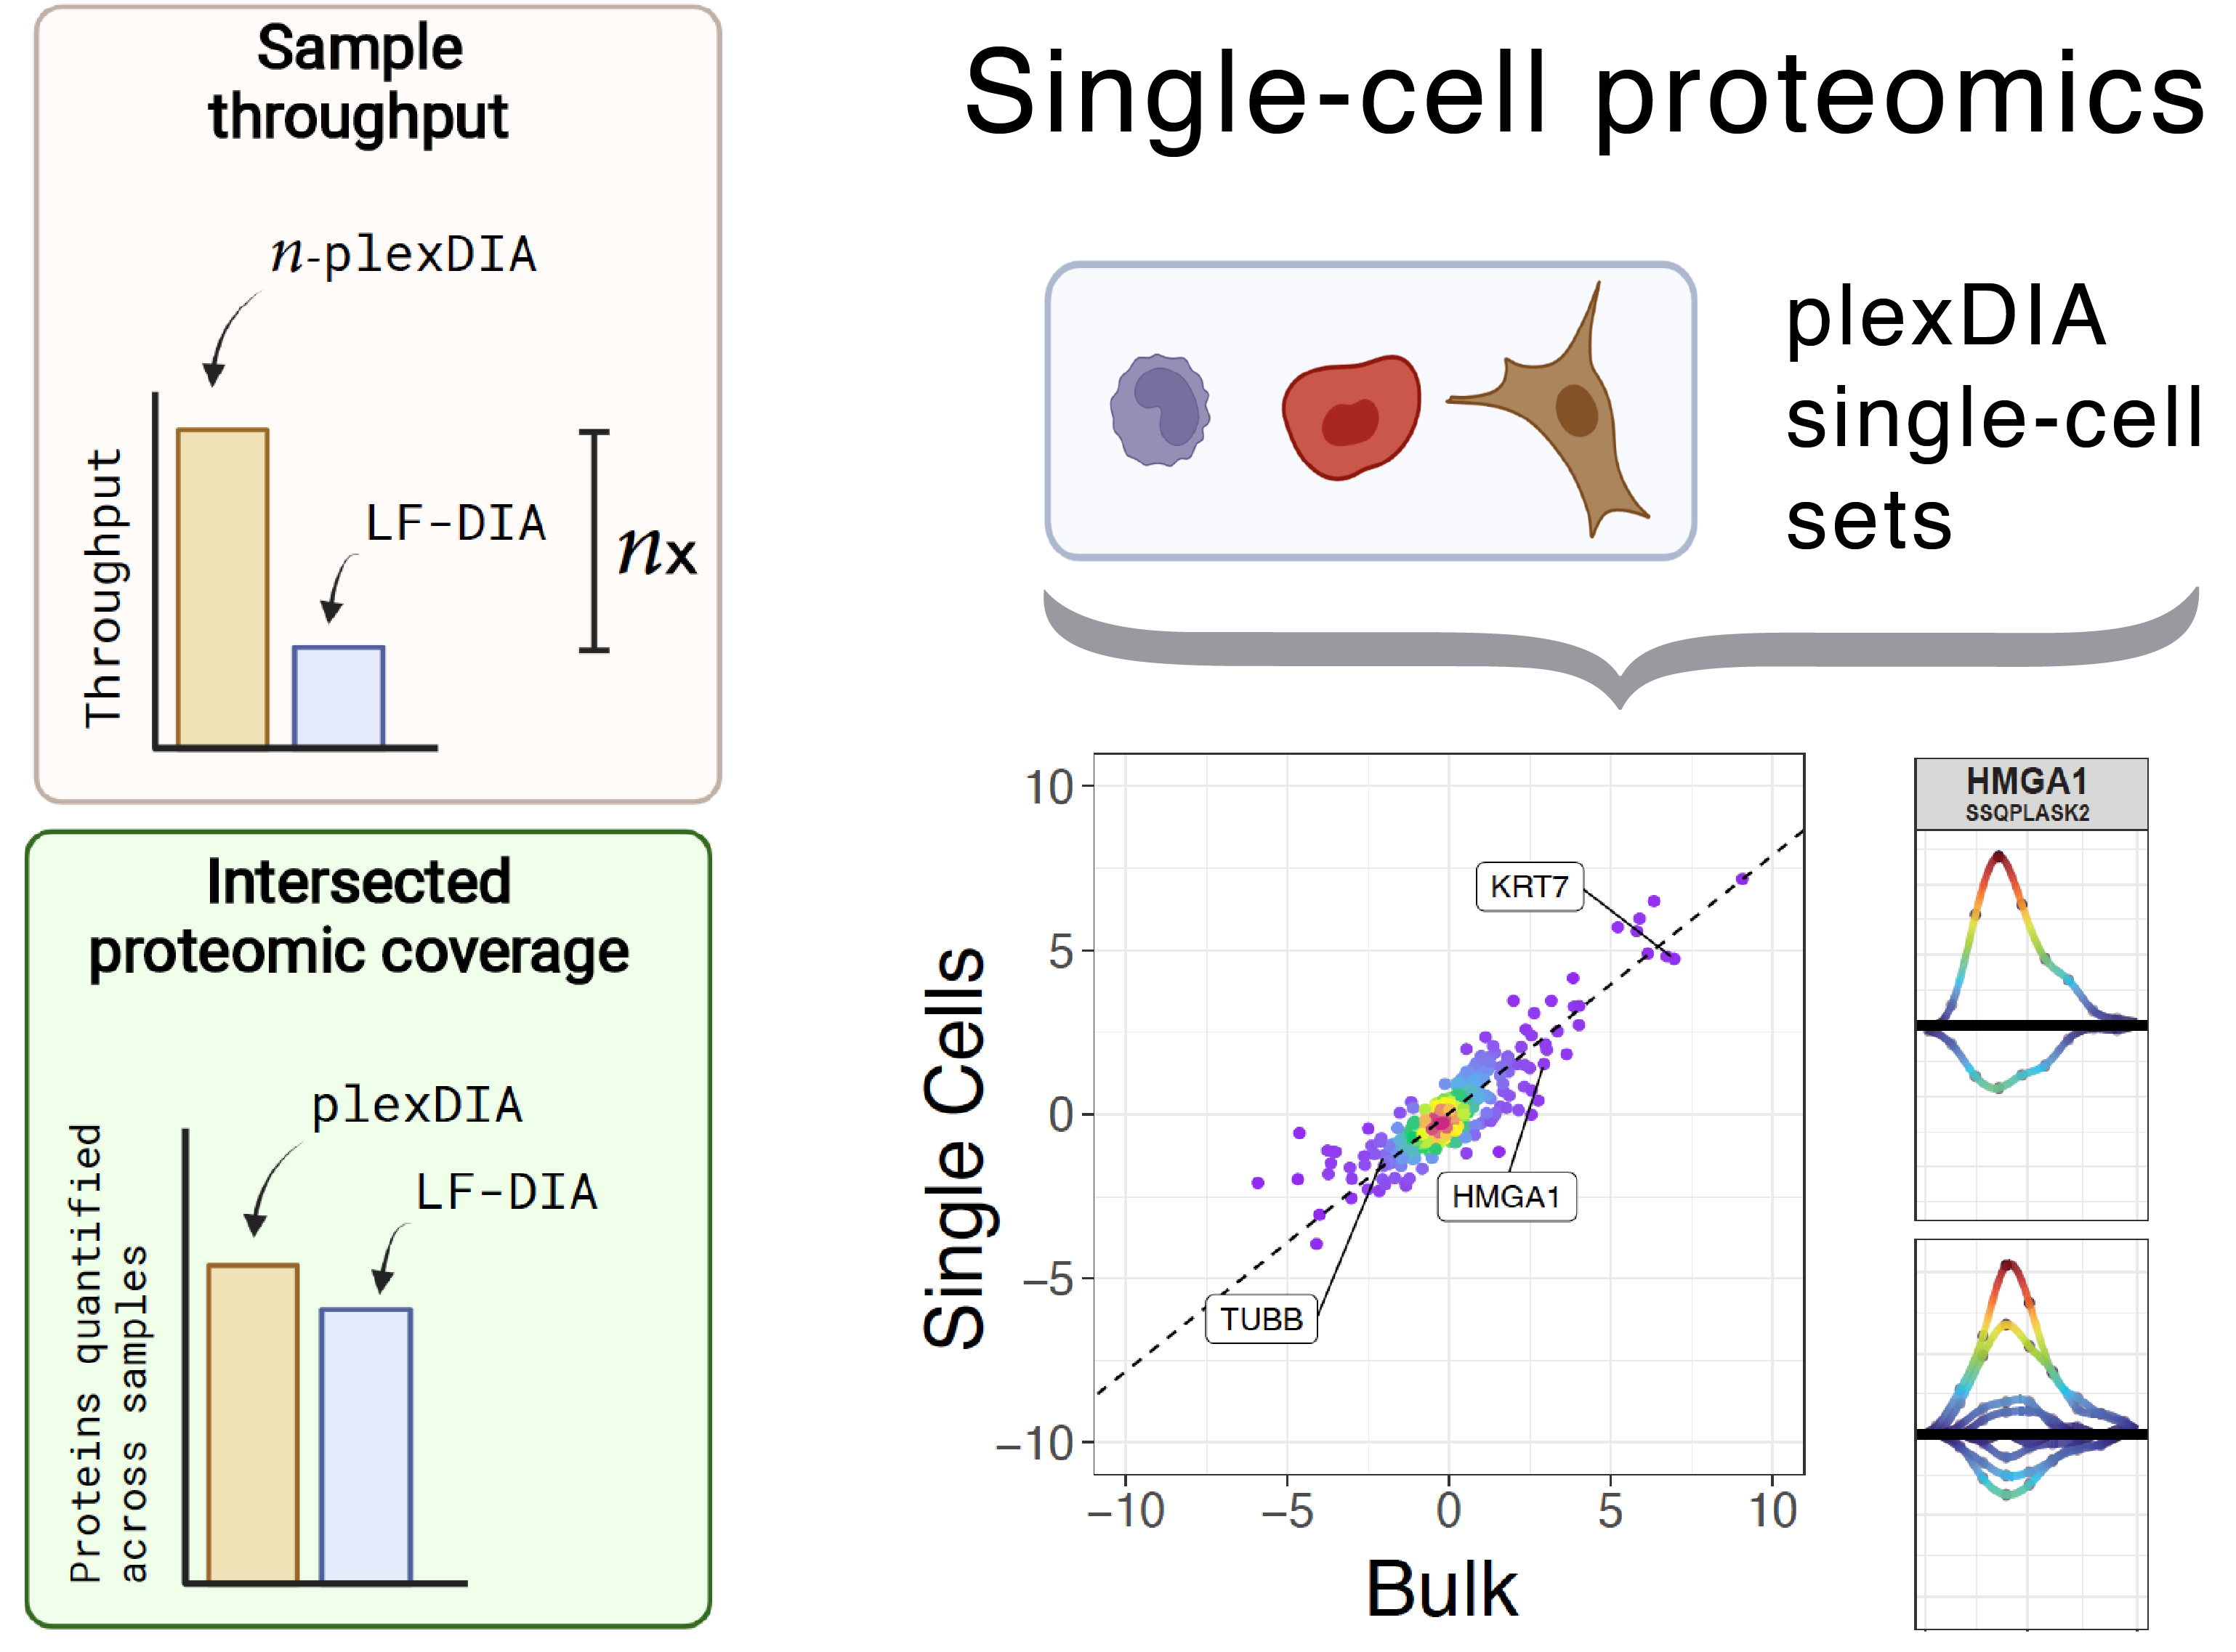 Sample
throughput
n-plexDIA
LF-DIA
nx
Throughput
Intersected
proteomic coverage
plexDIA
LF-DIA
Proteins quantified
across samples
Single-cell proteomics
plexDIA
single-cell
sets
10
5
0
−5
−10
−10
−5
0
5
10
Single Cells
Bulk
KRT7
HMGA1
TUBB
HMGA1
SSQPLASK2